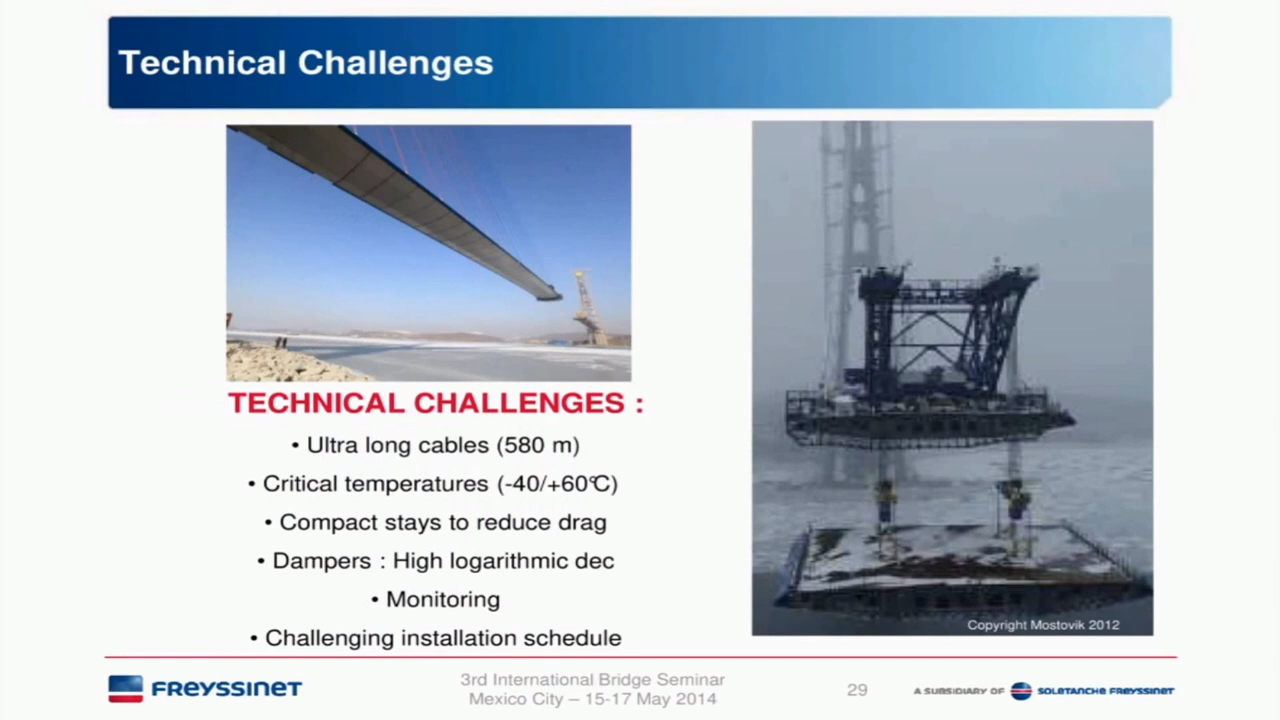 Technical Challenges
TECHNICAL CHALLENGES :
• Ultra long cables (580 m)
• Critical temperatures (-40/+60°C)
• Compact stays to reduce drag
• Dampers : High logarithmic dec
• Monitoring
• Challenging installation schedule
Copyright Mostovik 2012
FREYSSINET
3rd International Bridge Seminar
Mexico City – 15-17 May 2014
29
A SUBSIDIARY OF SOLETANCHE FREYSSINET